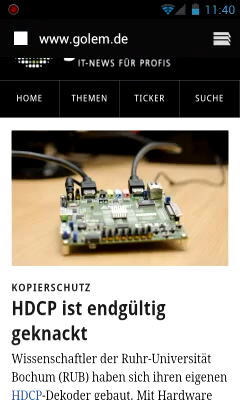 11:40
www.golem.de
IT-NEWS FÜR PROFIS
HOME THEMEN TICKER SUCHE
KOPIERSCHUTZ
HDCP ist endgültig
geknackt
Wissenschaftler der Ruhr-Universität
Bochum (RUB) haben sich ihren eigenen
HDCP-Dekoder gebaut. Mit Hardware